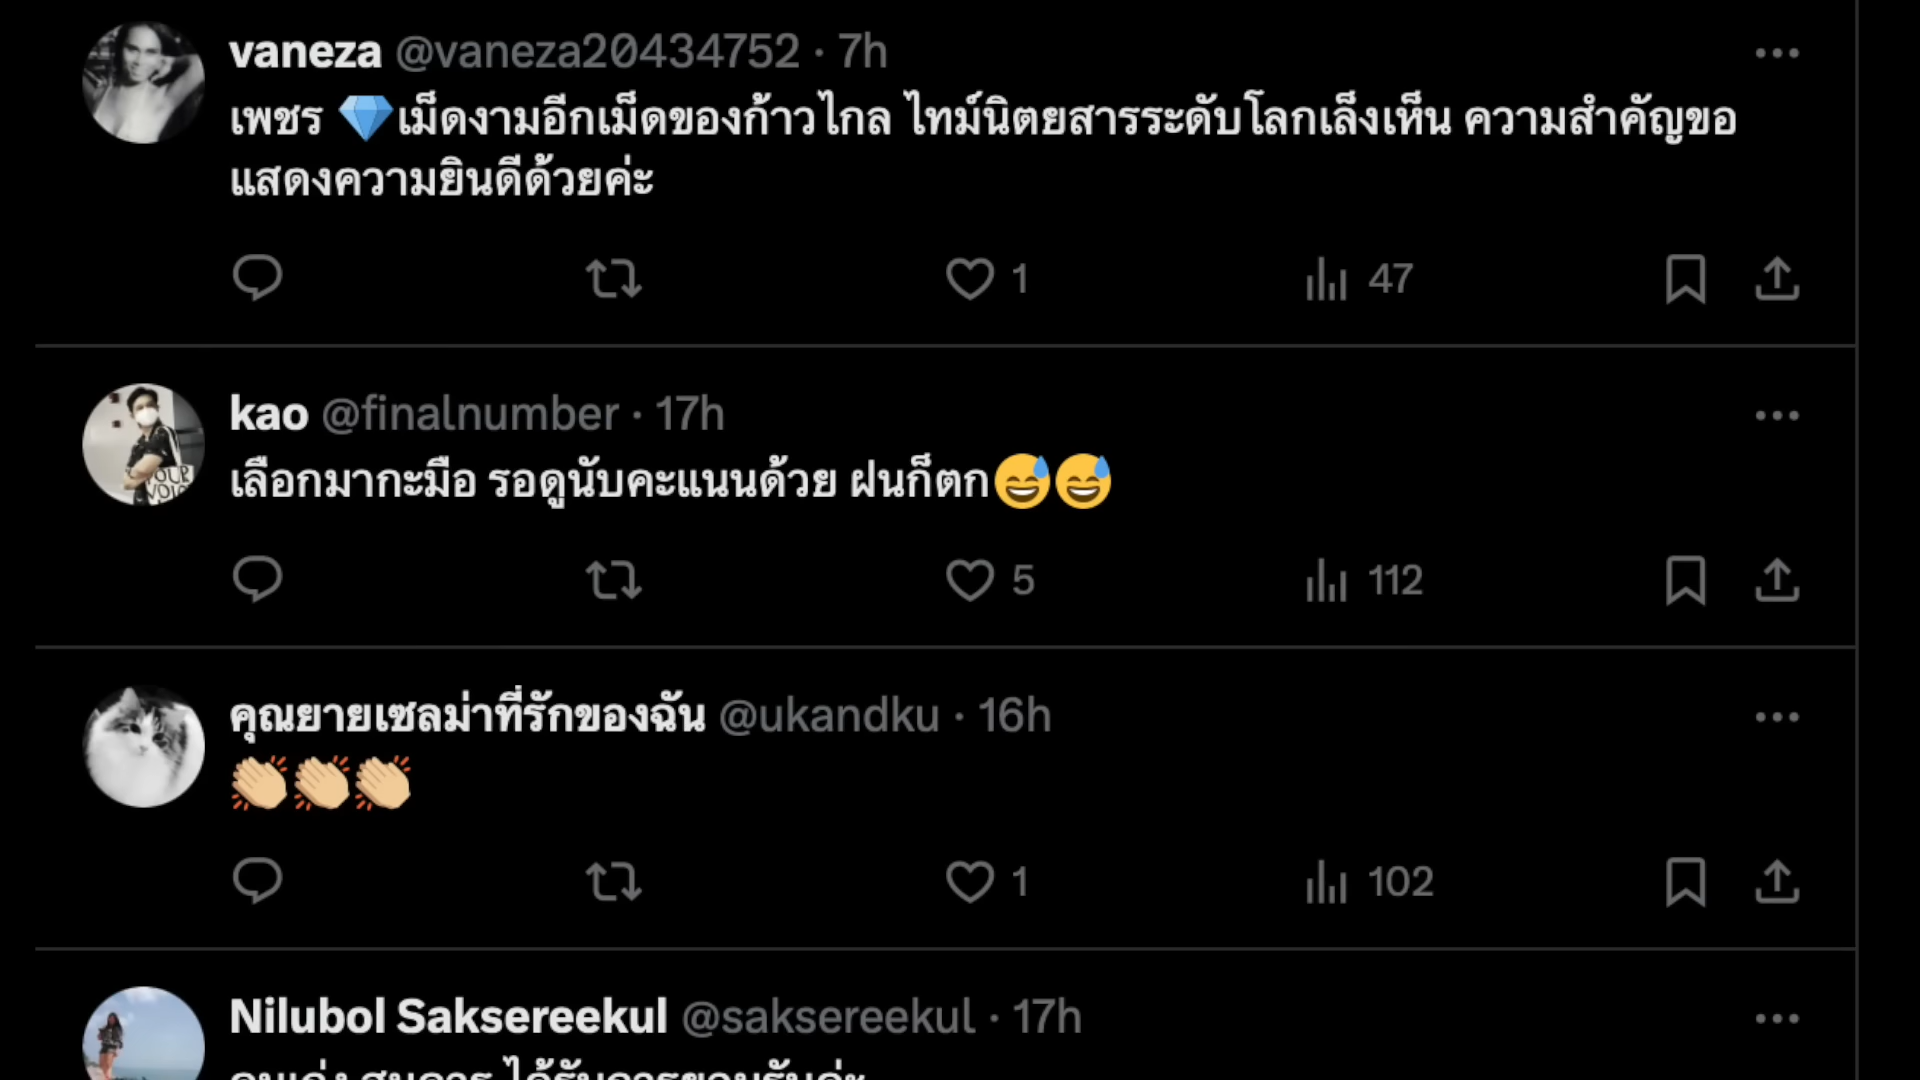 vaneza @vaneza20434752 · 7h
เพชร 💎เม็ดงามอีกเม็ดของก้าวไกล ไทม์นิตยสารระดับโลกเล็งเห็น ความสำคัญขอ
แสดงความยินดีด้วยค่ะ
1 47
kao @finalnumber · 17h
เลือกมากะมือ รอดูนับคะแนนด้วย ฝนก็ตก😅😅
5 112
คุณยายเซลม่าที่รักของฉัน @ukandku · 16h
👏🏼👏🏼👏🏼
1 102
Nilubol Saksereekul @saksereekul · 17h